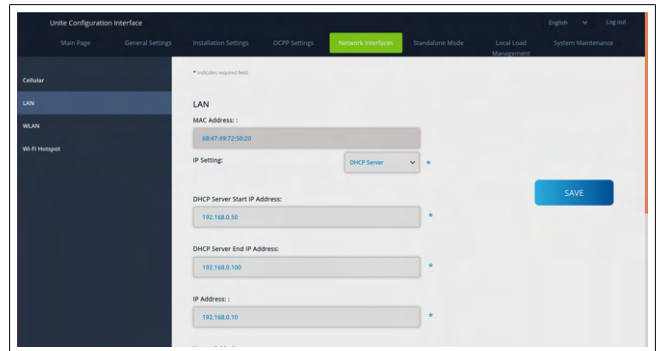 Unite Configuration Interface
English
Log out
Main Page
General Settings
Installation Settings
OCPP Settings
Network Interfaces
Standalone Mode
Local Load
Management
System Maintenance
Cellular
LAN
WLAN
Wi-Fi Hotspot
* Indicates required field.
LAN
MAC Address: :
68:47:49:72:50:20
IP Setting:
DHCP Server
*
SAVE
DHCP Server Start IP Address:
192.168.0.50
*
DHCP Server End IP Address:
192.168.0.100
*
IP Address: :
192.168.0.10
*